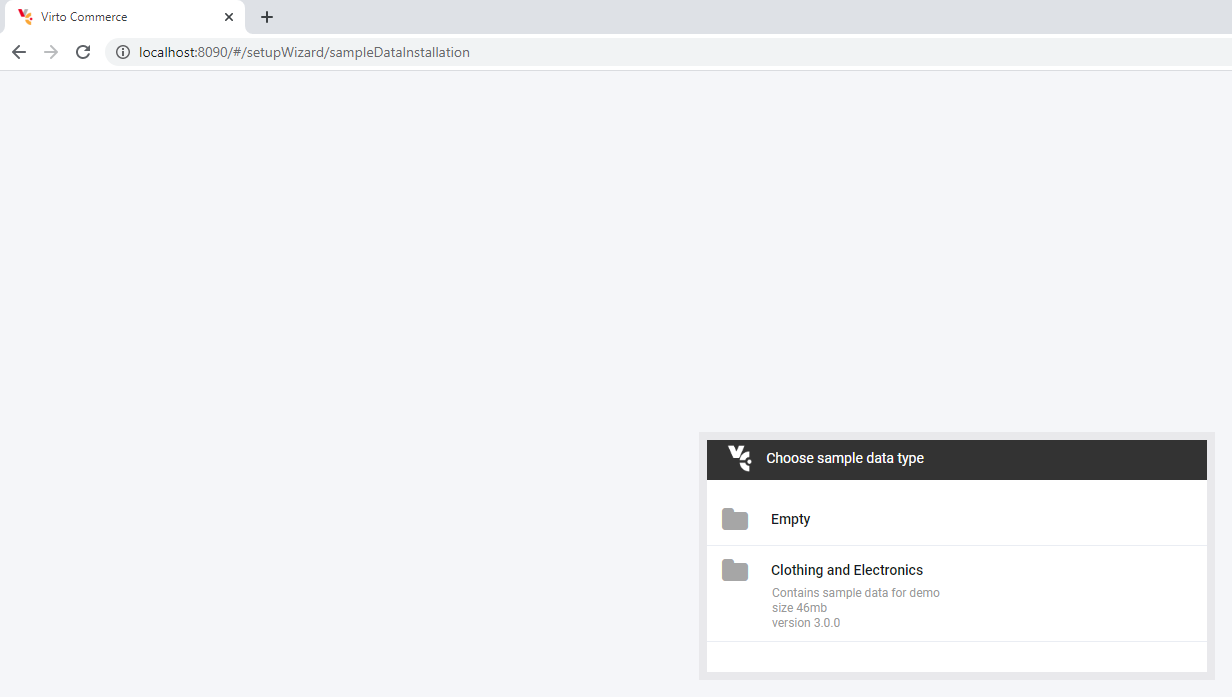 Virto Commerce
localhost:8090/#/setupWizard/sampleDataInstallation
Choose sample data type
Empty
Clothing and Electronics
Contains sample data for demo
size 46mb
version 3.0.0